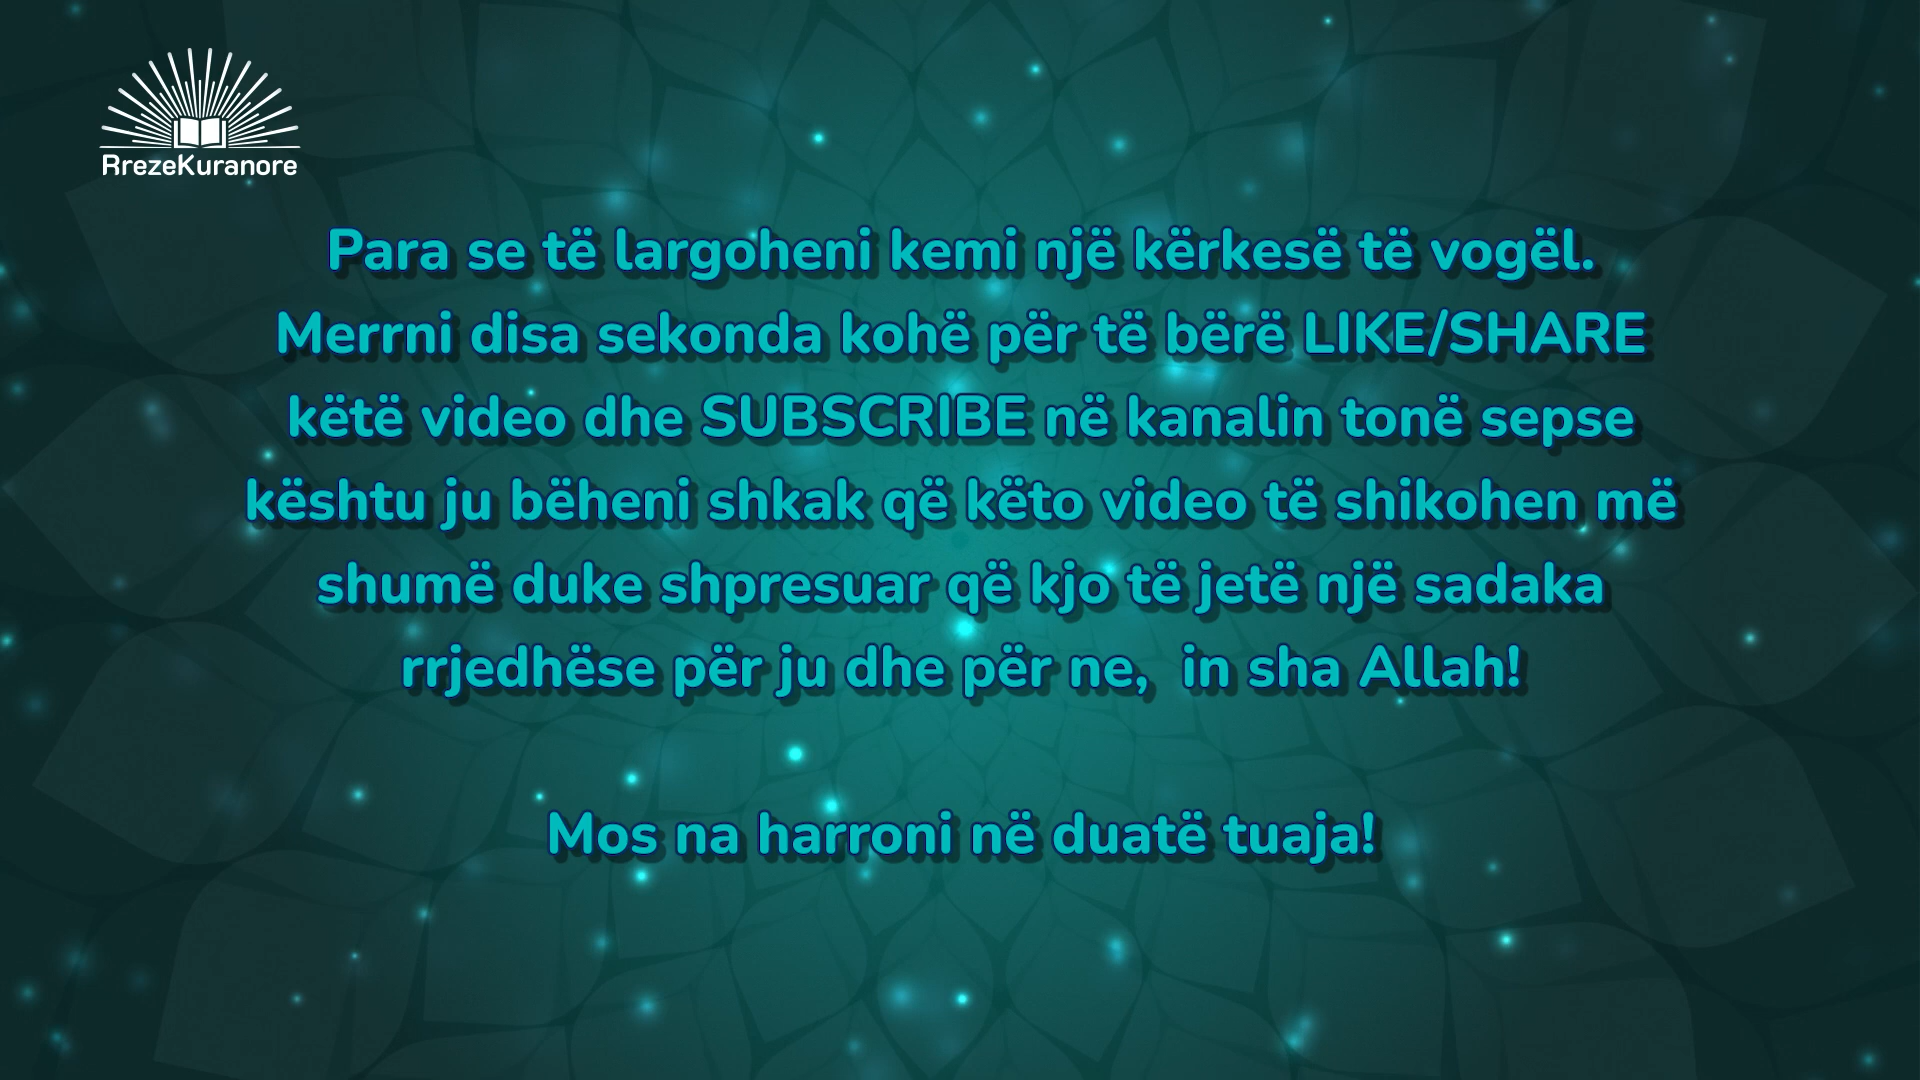 RrezeKuranore
Para se të largoheni kemi një kërkesë të vogël.
Merrni disa sekonda kohë për të bërë LIKE/SHARE
këtë video dhe SUBSCRIBE në kanalin tonë sepse
kështu ju bëheni shkak që këto video të shikohen më
shumë duke shpresuar që kjo të jetë një sadaka
rrjedhëse për ju dhe për ne, in sha Allah!
Mos na harroni në duatë tuaja!